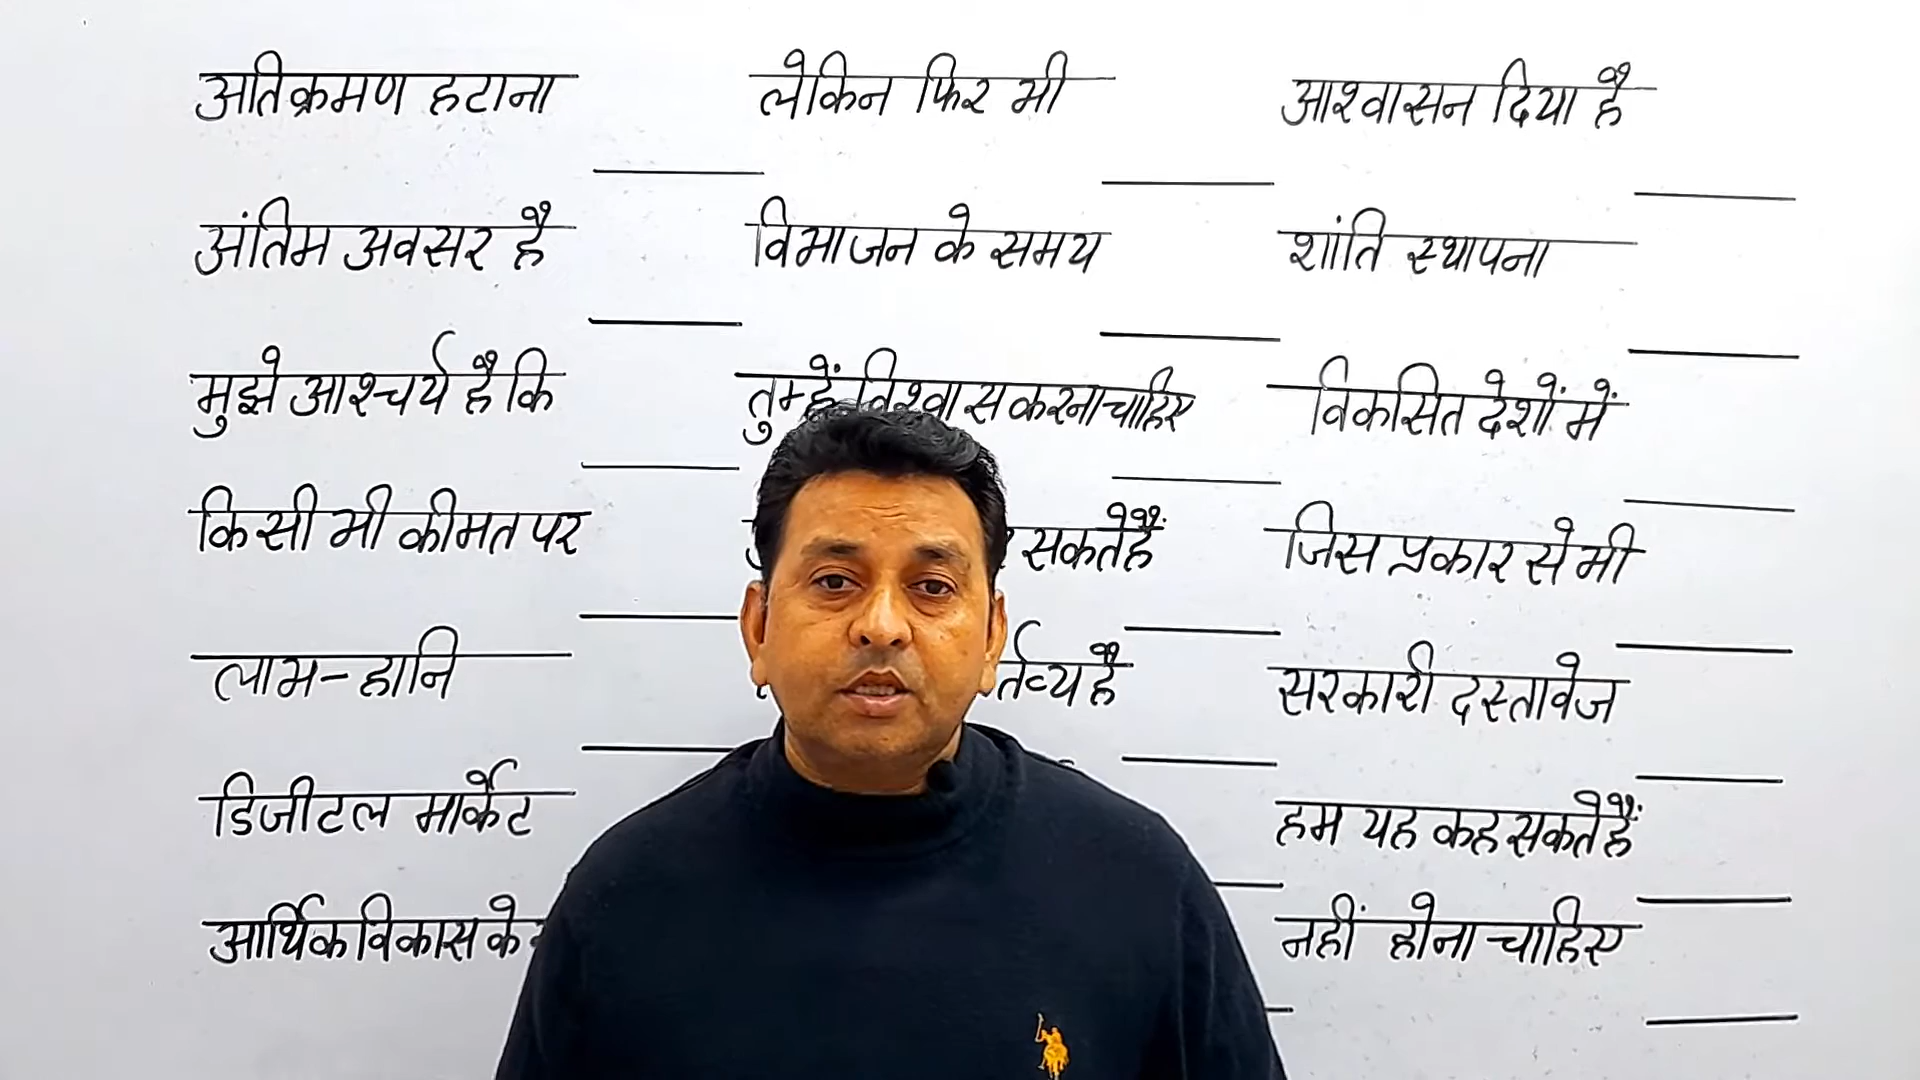 अतिक्रमण हटाना
लेकिन फिर भी
आश्वासन दिया है
अंतिम अवसर है
विभाजन के समय
शांति स्थापना
मुझे आश्चर्य है कि
तुम्हें विश्वास करना चाहिए
विकसित देशों में
किसी भी कीमत पर
सकते हैं
जिस प्रकार से भी
लाभ-हानि
है
सरकारी दस्तावेज
डिजीटल मार्केट
हम यह कह सकते हैं
आर्थिक विकास के
नहीं होना चाहिए